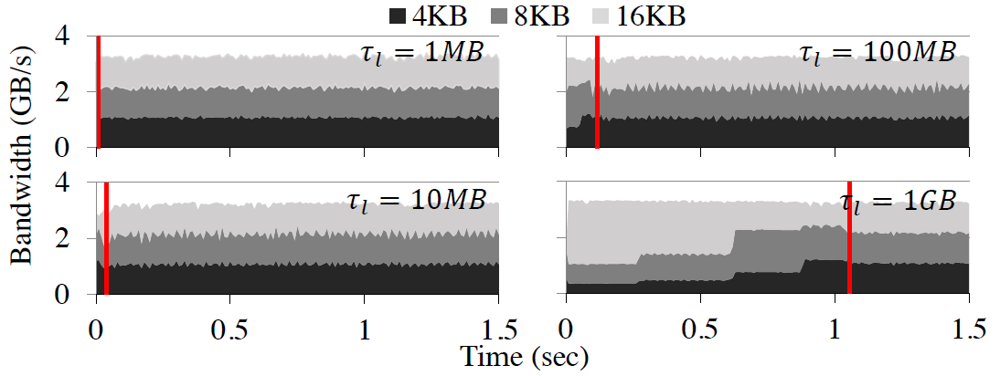 4KB 8KB 16KB
Bandwidth (GB/s)
4
2
0
τl = 1MB
τl = 100MB
4
2
0
τl = 10MB
τl = 1GB
0 0.5 1 1.5
0 0.5 1 1.5
Time (sec)